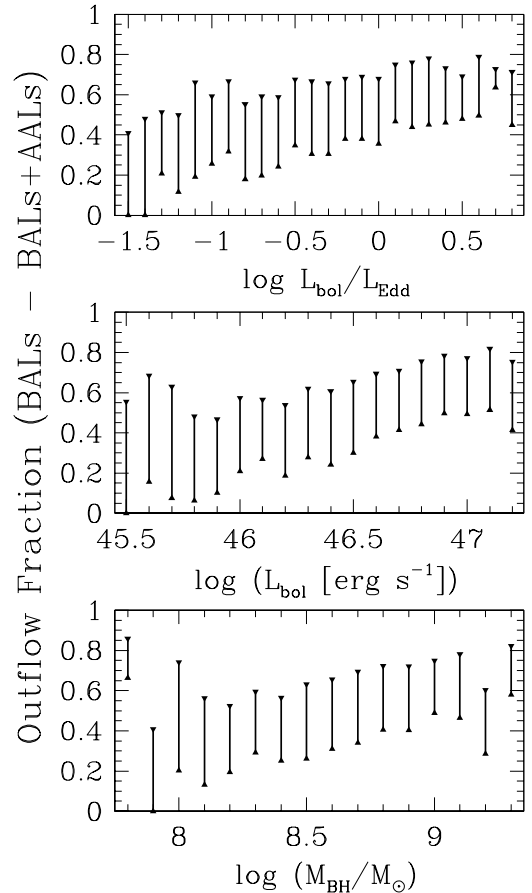 Outflow Fraction (BALs − BALs+AALs)
1
0.8
0.6
0.4
0.2
0
−1.5 −1 −0.5 0 0.5
log L_bol/L_Edd
1
0.8
0.6
0.4
0.2
0
45.5 46 46.5 47
log (L_bol [erg s⁻¹])
1
0.8
0.6
0.4
0.2
0
8 8.5 9
log (M_BH/M_⊙)